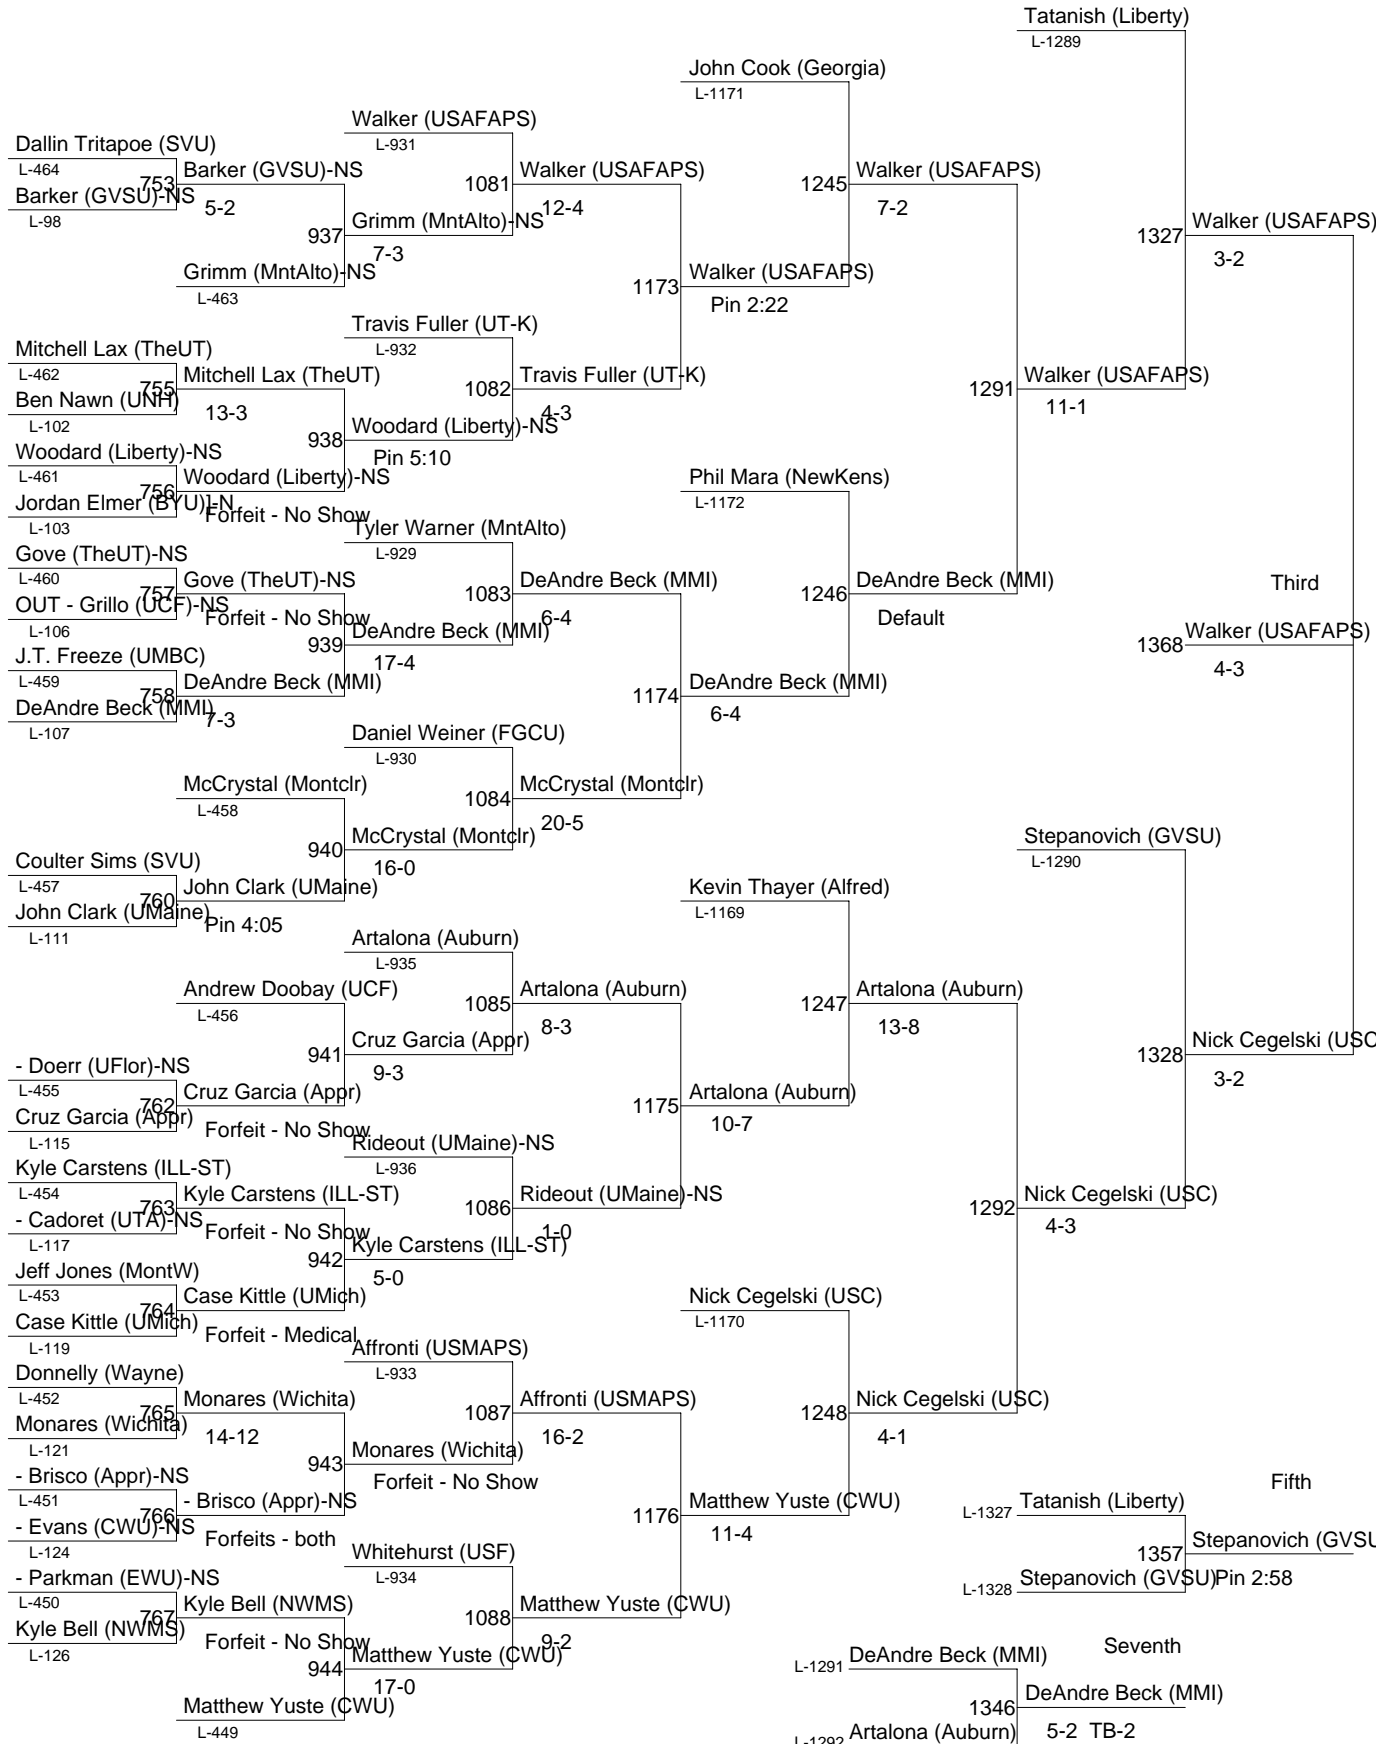 Tatanish (Liberty)
L-1289
John Cook (Georgia)
L-1171
Walker (USAFAPS)
L-931
Dallin Tritapoe (SVU)
L-464
753
Barker (GVSU)-NS
5-2
Barker (GVSU)-NS
L-98
1081
Walker (USAFAPS)
12-4
1245
Walker (USAFAPS)
7-2
937
Grimm (MntAlto)-NS
7-3
1327
Walker (USAFAPS)
3-2
Grimm (MntAlto)-NS
L-463
1173
Walker (USAFAPS)
Pin 2:22
Travis Fuller (UT-K)
L-932
Mitchell Lax (TheUT)
L-462
755
Mitchell Lax (TheUT)
13-3
Ben Nawn (UNH)
L-102
1082
Travis Fuller (UT-K)
4-3
1291
Walker (USAFAPS)
11-1
938
Woodard (Liberty)-NS
Pin 5:10
Woodard (Liberty)-NS
L-461
756
Woodard (Liberty)-NS
Forfeit - No Show
Jordan Elmer (BYU)]-N
L-103
Phil Mara (NewKens)
L-1172
Tyler Warner (MntAlto)
L-929
Gove (TheUT)-NS
L-460
757
Gove (TheUT)-NS
Forfeit - No Show
OUT - Grillo (UCF)-NS
L-106
1083
DeAndre Beck (MMI)
6-4
1246
DeAndre Beck (MMI)
Default
Third
939
DeAndre Beck (MMI)
17-4
1368
Walker (USAFAPS)
4-3
J.T. Freeze (UMBC)
L-459
758
DeAndre Beck (MMI)
7-3
DeAndre Beck (MMI)
L-107
1174
DeAndre Beck (MMI)
6-4
Daniel Weiner (FGCU)
L-930
McCrystal (Montclr)
L-458
1084
McCrystal (Montclr)
20-5
940
McCrystal (Montclr)
16-0
Stepanovich (GVSU)
L-1290
Coulter Sims (SVU)
L-457
760
John Clark (UMaine)
Pin 4:05
John Clark (UMaine)
L-111
Kevin Thayer (Alfred)
L-1169
Artalona (Auburn)
L-935
Andrew Doobay (UCF)
L-456
1085
Artalona (Auburn)
8-3
1247
Artalona (Auburn)
13-8
941
Cruz Garcia (Appr)
9-3
1328
Nick Cegelski (USC
3-2
- Doerr (UFlor)-NS
L-455
762
Cruz Garcia (Appr)
Forfeit - No Show
Cruz Garcia (Appr)
L-115
1175
Artalona (Auburn)
10-7
Rideout (UMaine)-NS
L-936
Kyle Carstens (ILL-ST)
L-454
763
Kyle Carstens (ILL-ST)
Forfeit - No Show
- Cadoret (UTA)-NS
L-117
1086
Rideout (UMaine)-NS
1-0
1292
Nick Cegelski (USC)
4-3
942
Kyle Carstens (ILL-ST)
5-0
Jeff Jones (MontW)
L-453
764
Case Kittle (UMich)
Forfeit - Medical
Case Kittle (UMich)
L-119
Nick Cegelski (USC)
L-1170
Affronti (USMAPS)
L-933
Donnelly (Wayne)
L-452
765
Monares (Wichita)
14-12
Monares (Wichita)
L-121
1087
Affronti (USMAPS)
16-2
1248
Nick Cegelski (USC)
4-1
943
Monares (Wichita)
Forfeit - No Show
- Brisco (Appr)-NS
L-451
766
- Brisco (Appr)-NS
Forfeits - both
- Evans (CWU)-NS
L-124
1176
Matthew Yuste (CWU)
11-4
Fifth
L-1327
Tatanish (Liberty)
1357
Stepanovich (GVSU
Pin 2:58
L-1328
Stepanovich (GVSU)
Whitehurst (USF)
L-934
- Parkman (EWU)-NS
L-450
767
Kyle Bell (NWMS)
Forfeit - No Show
Kyle Bell (NWMS)
L-126
1088
Matthew Yuste (CWU)
9-2
944
Matthew Yuste (CWU)
17-0
Matthew Yuste (CWU)
L-449
Seventh
L-1291
DeAndre Beck (MMI)
1346
DeAndre Beck (MMI)
5-2 TB-2
L-1292
Artalona (Auburn)